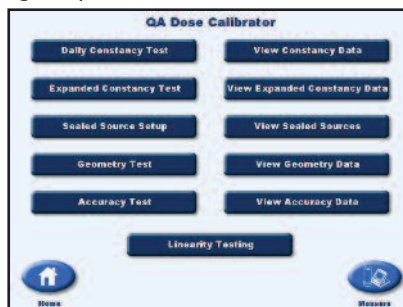 QA Dose Calibrator
Daily Constancy Test
View Constancy Data
Expanded Constancy Test
View Expanded Constancy Data
Sealed Source Setup
View Sealed Sources
Geometry Test
View Geometry Data
Accuracy Test
View Accuracy Data
Linearity Testing
Home
Measure